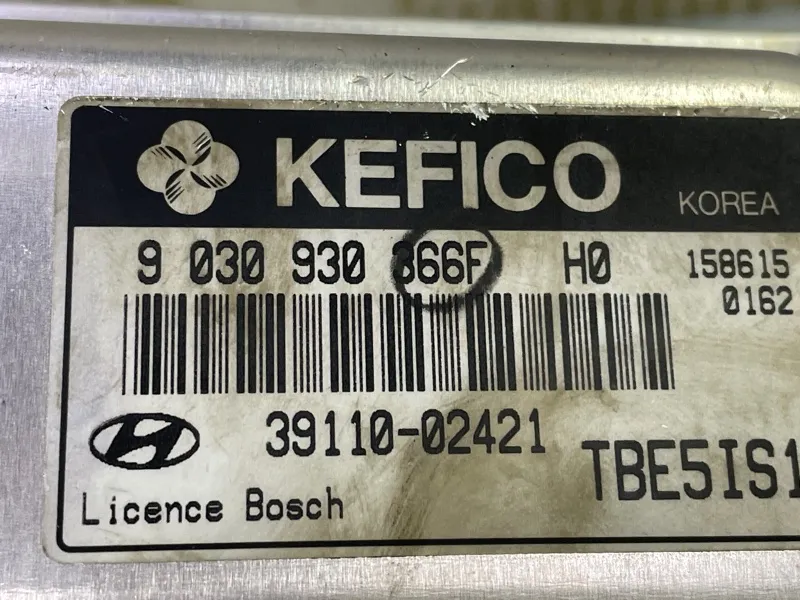 KEFICO KOREA
9 030 930 366F H0 158615
0162
39110-02421
TBE5IS1
Licence Bosch